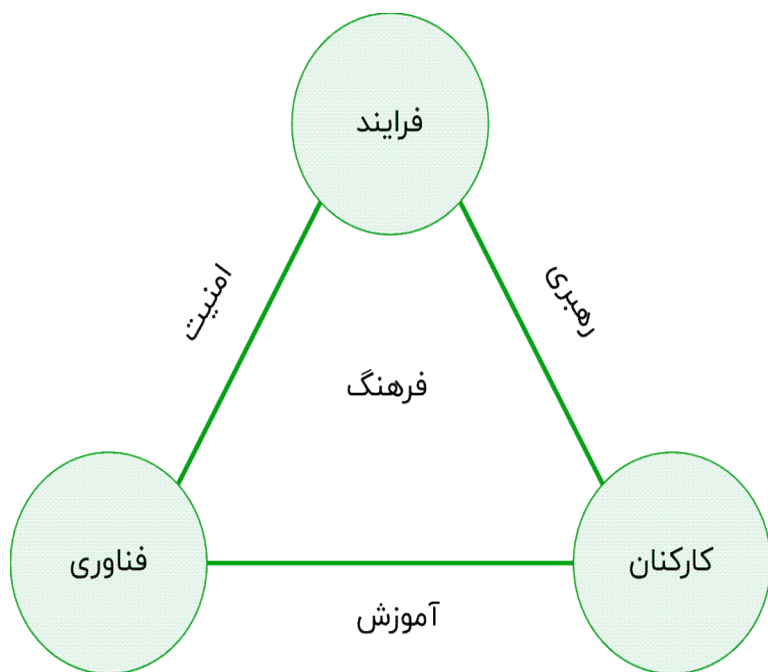 فرایند
امنیت
رهبری
فرهنگ
فناوری
کارکنان
آموزش